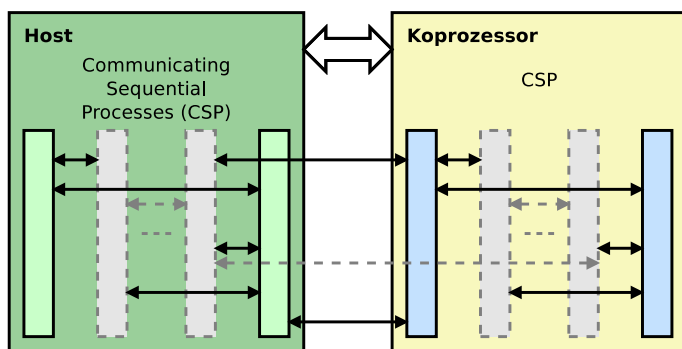 Host
Communicating
Sequential
Processes (CSP)
Koprozessor
CSP